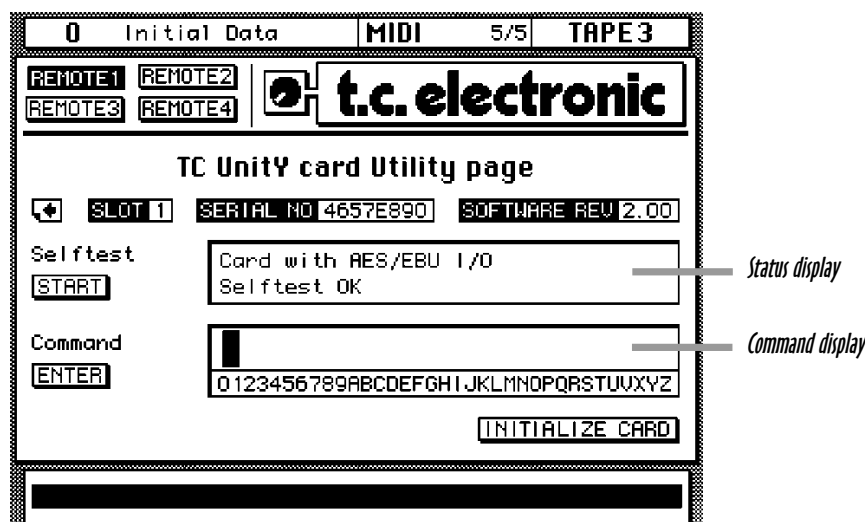 0 Initial Data MIDI 5/5 TAPE3
REMOTE1 REMOTE2
REMOTE3 REMOTE4
t.c. electronic
TC UnitY card Utility page
SLOT 1 SERIAL NO 4657E890 SOFTWARE REV 2.00
Selftest
START
Card with AES/EBU I/O
Selftest OK
Status display
Command
ENTER
0123456789ABCDEFGHIJKLMNOPQRSTUVXYZ
Command display
INITIALIZE CARD